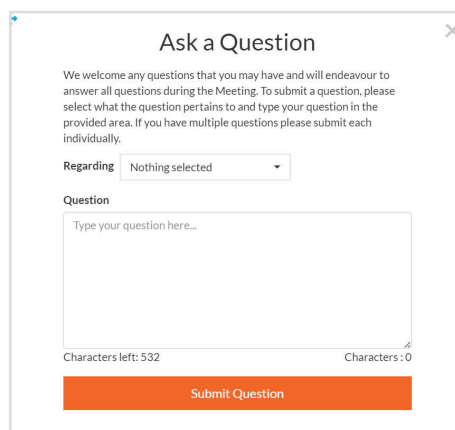 Ask a Question
We welcome any questions that you may have and will endeavour to
answer all questions during the Meeting. To submit a question, please
select what the question pertains to and type your question in the
provided area. If you have multiple questions please submit each
individually.
Regarding Nothing selected
Question
Type your question here...
Characters left: 532 Characters : 0
Submit Question